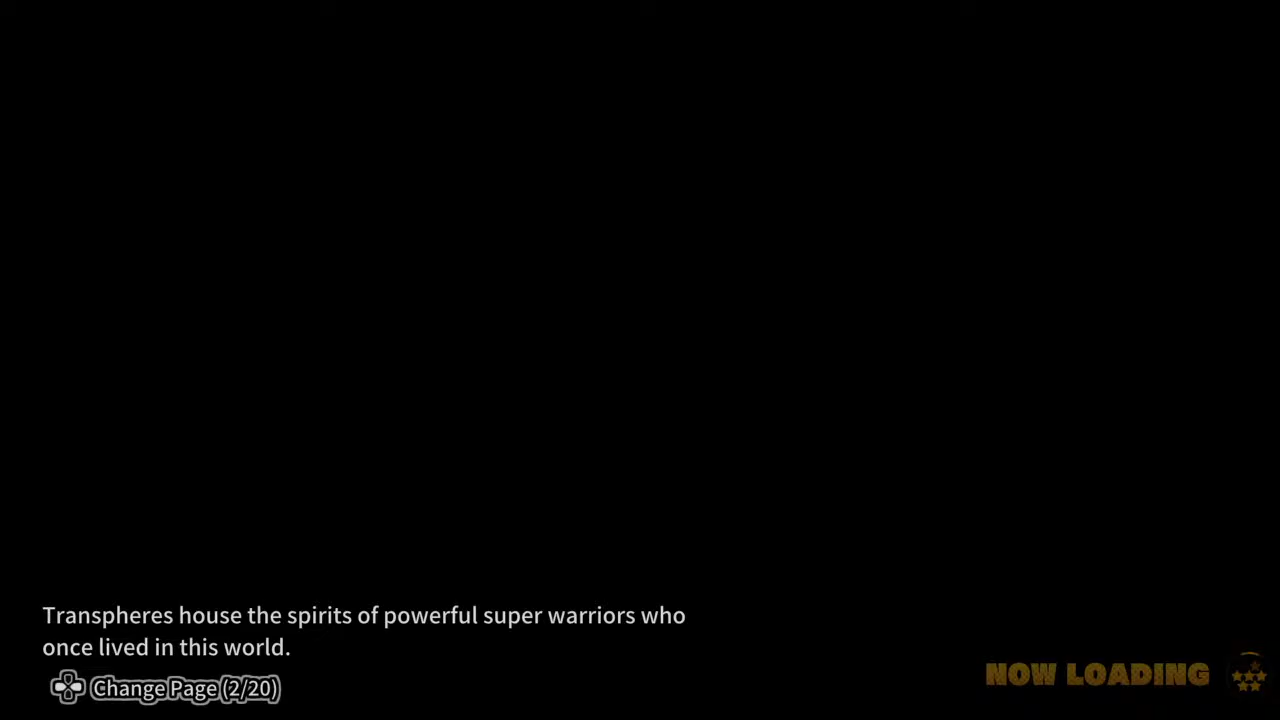 Transpheres house the spirits of powerful super warriors who
once lived in this world.
Change Page (2/20)
NOW LOADING